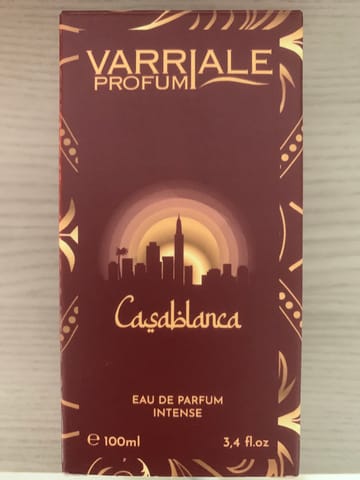 VARRIALE
PROFUMI
Casablanca
EAU DE PARFUM
INTENSE
e 100ml 3,4 fl.oz